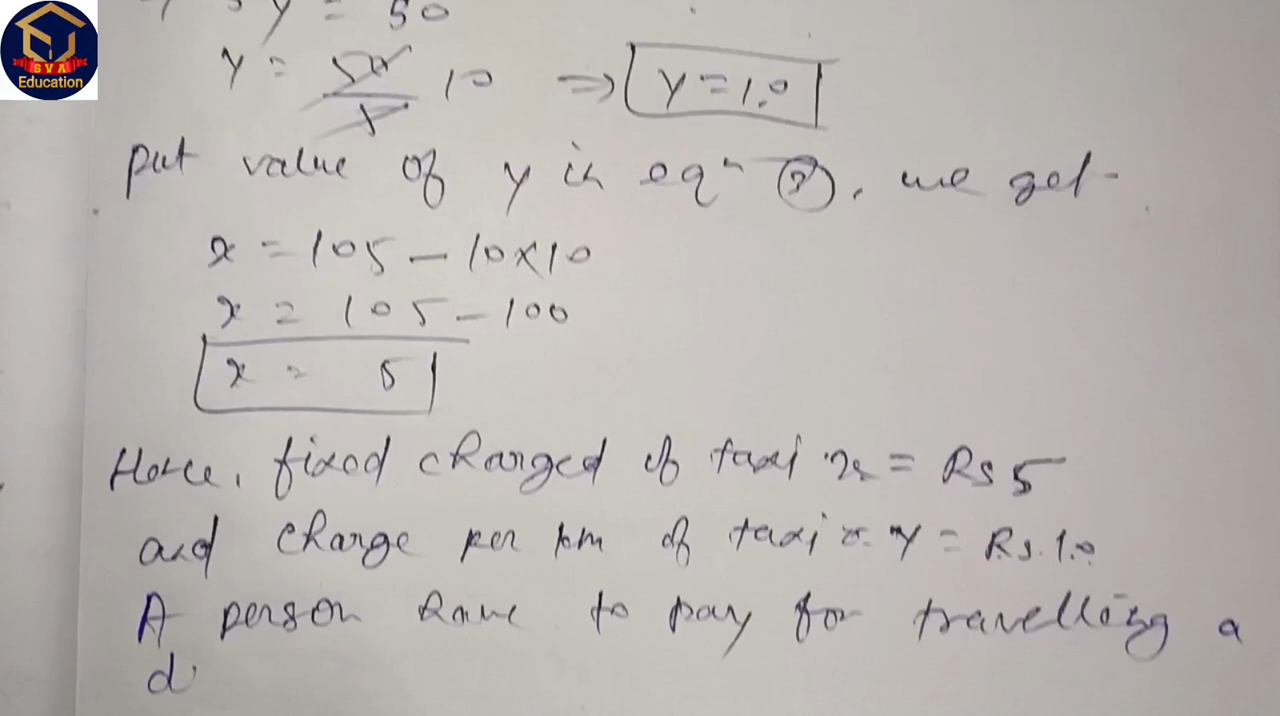 SVA
Education
y = 50
y = 50/5 10 ⇒ y = 10
put value of y in eqⁿ ②, we get-
x = 105 - 10×10
x = 105 - 100
x = 5
Hence, fixed charged of taxi x = Rs 5
and charge per km of taxi = y = Rs. 10
A person have to pay for travelling a
d